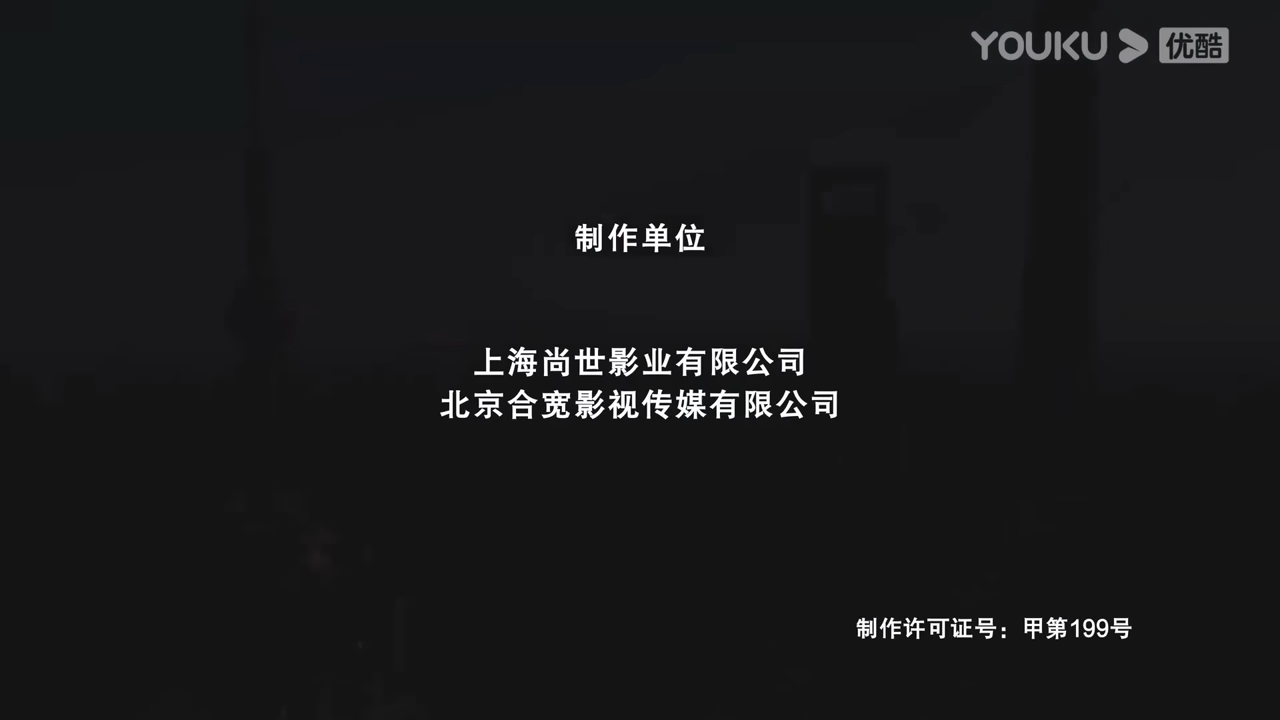 YOUKU 优酷
制作单位
上海尚世影业有限公司
北京合宽影视传媒有限公司
制作许可证号：甲第199号